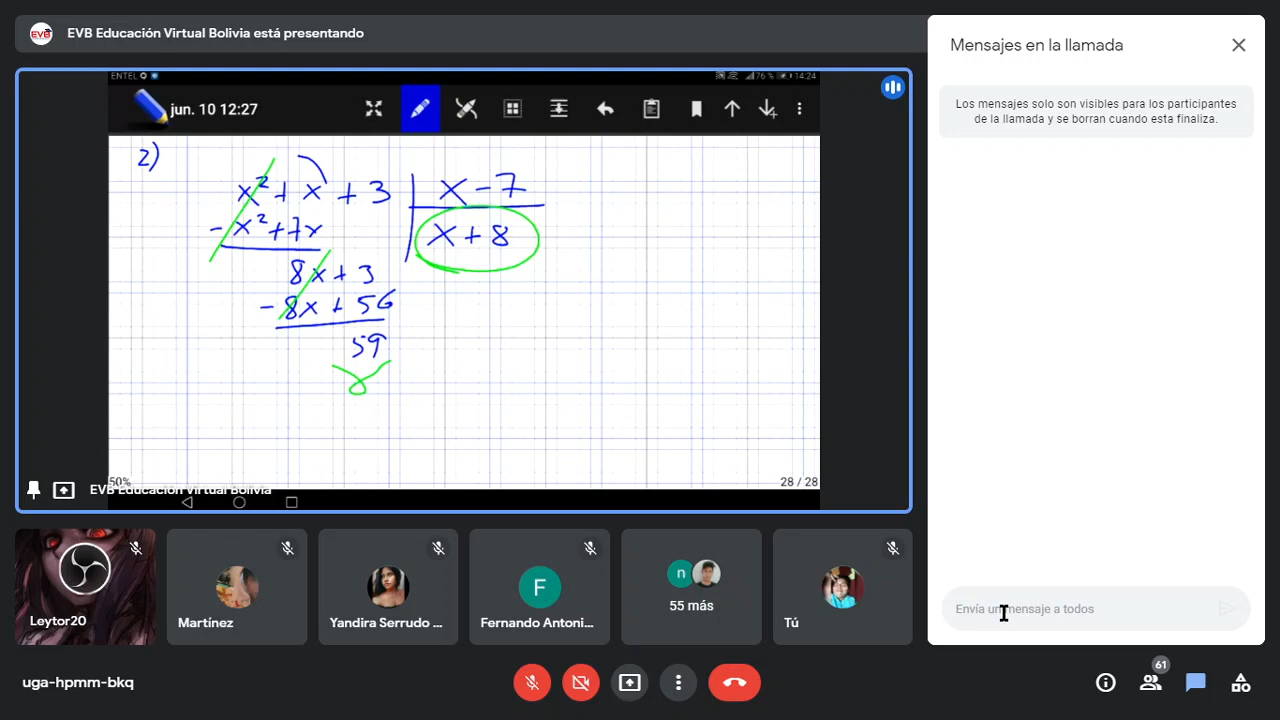 EVB Educación Virtual Bolivia está presentando
Mensajes en la llamada
Los mensajes solo son visibles para los participantes
de la llamada y se borran cuando esta finaliza.
ENTEL
76 % 14:24
jun. 10 12:27
2)
x² + x + 3 | x - 7
- x² + 7x
x + 8
8x + 3
- 8x + 56
59
50%
28 / 28
EVB Educación Virtual Bolivia
Leytor20
Martínez
Yandira Serrudo ...
F
Fernando Antoni...
n
55 más
Tú
Envía un mensaje a todos
uga-hpmm-bkq
61